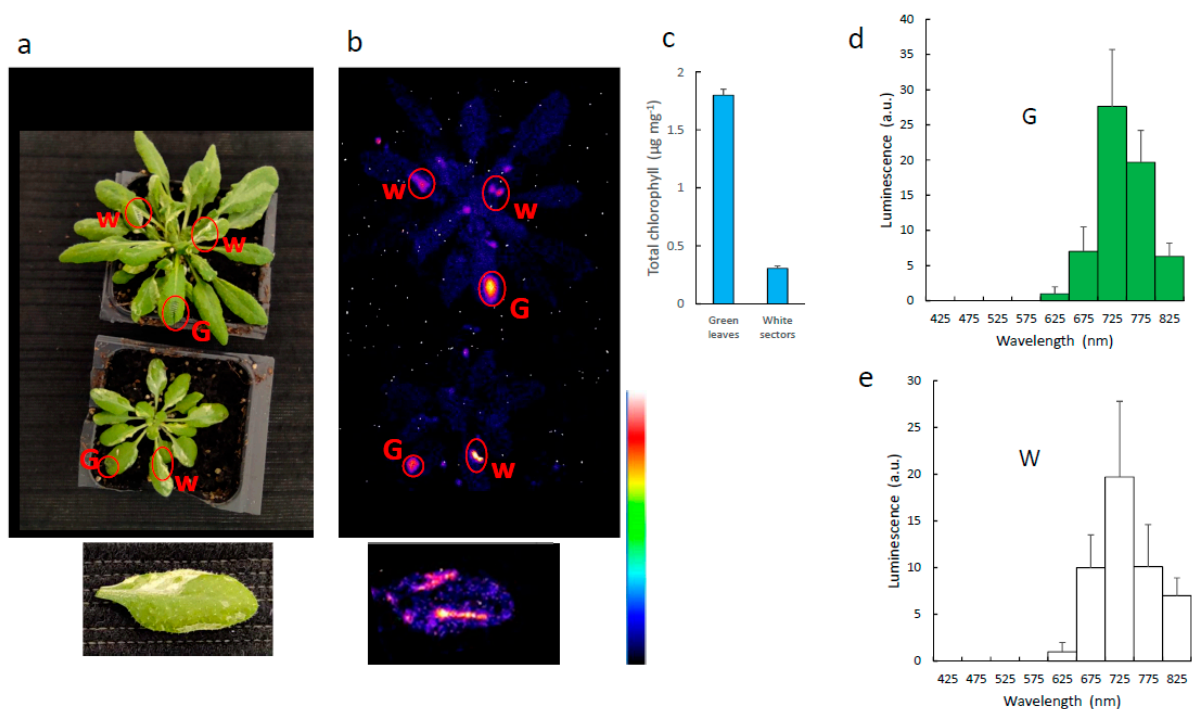 a
w
w
G
G
w
b
w
w
G
G
w
c
Total chlorophyll (µg mg⁻¹)
2
1.5
1
0.5
0
Green leaves
White sectors
d
Luminescence (a.u.)
40
35
30
25
20
15
10
5
0
G
425 475 525 575 625 675 725 775 825
Wavelength (nm)
e
Luminescence (a.u.)
30
25
20
15
10
5
0
W
425 475 525 575 625 675 725 775 825
Wavelength (nm)